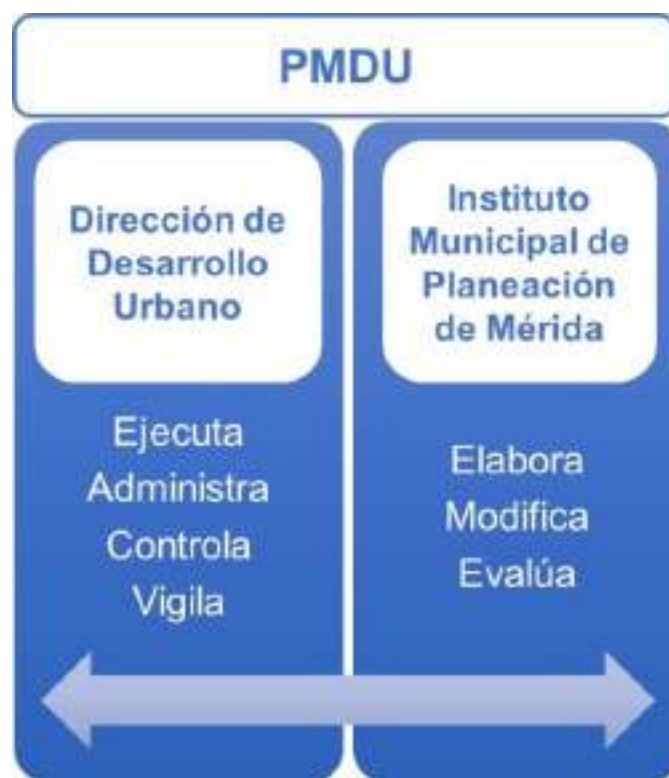 PMDU
Dirección de
Desarrollo
Urbano
Ejecuta
Administra
Controla
Vigila
Instituto
Municipal de
Planeación
de Mérida
Elabora
Modifica
Evalúa